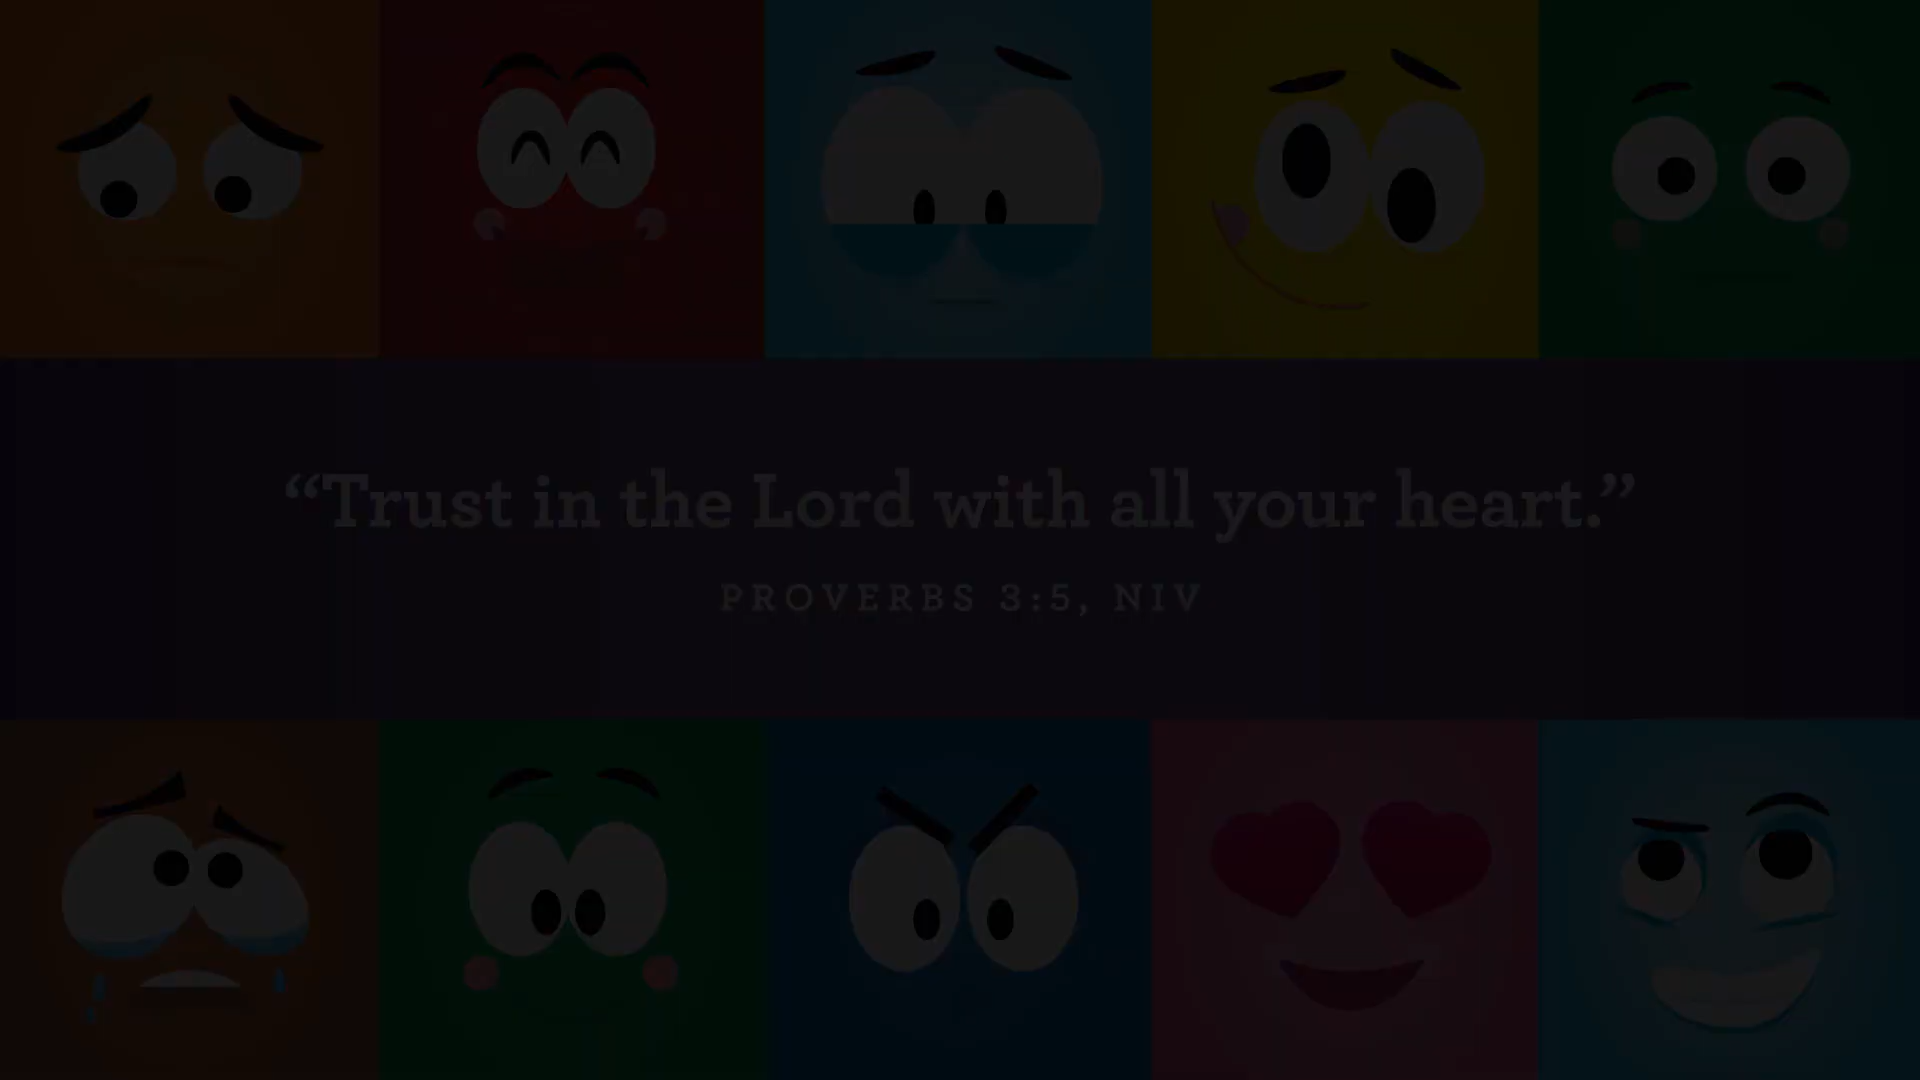 “Trust in the Lord with all your heart.”
PROVERBS 3:5, NIV